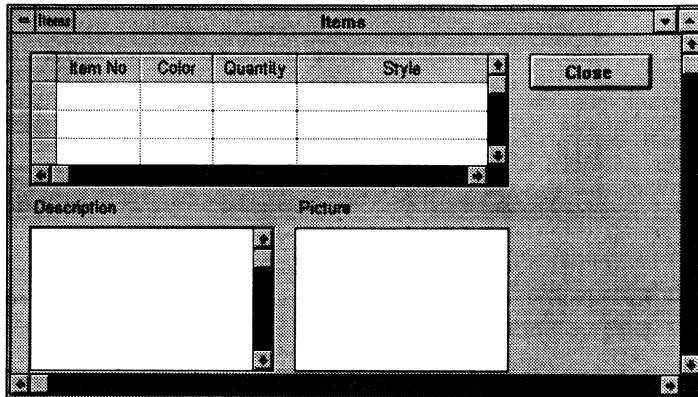 Items Items
Item No Color Quantity Style
Close
Description Picture